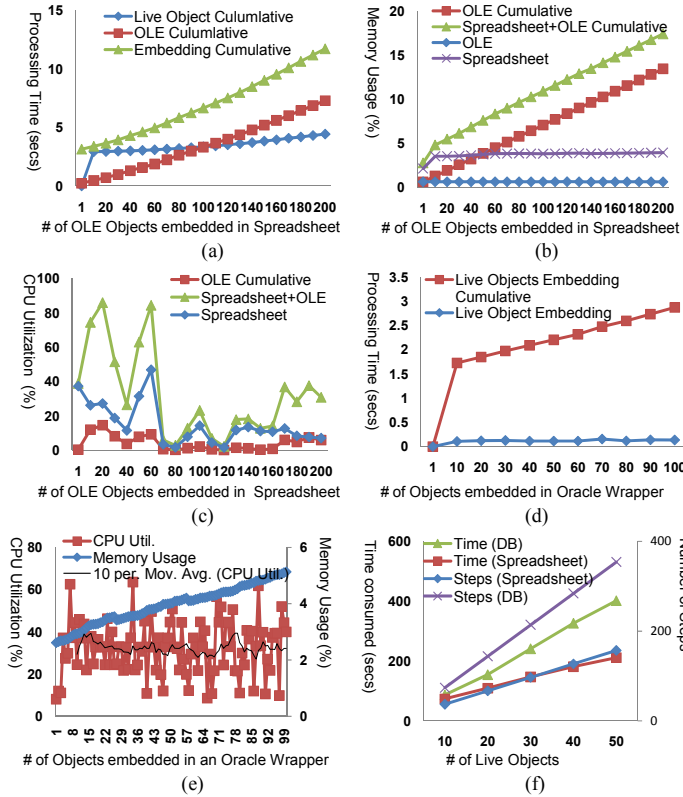 Processing Time (secs)
15
10
5
0
Live Object Culumlative
OLE Culumlative
Embedding Cumulative
1 20 40 60 80 100 120 140 160 180 200
# of OLE Objects embedded in Spreadsheet
(a)
Memory Usage (%)
20
15
10
5
0
OLE Cumulative
Spreadsheet+OLE Cumulative
OLE
Spreadsheet
1 20 40 60 80 100 120 140 160 180 200
# of OLE Objects embedded in Spreadsheet
(b)
CPU Utilization (%)
100
80
60
40
20
0
OLE Cumulative
Spreadsheet+OLE
Spreadsheet
1 20 40 60 80 100 120 140 160 180 200
# of OLE Objects embedded in Spreadsheet
(c)
Processing Time (secs)
3.5
3
2.5
2
1.5
1
0.5
0
Live Objects Embedding
Cumulative
Live Object Embedding
1 10 20 30 40 50 60 70 80 90 100
# of Objects embedded in Oracle Wrapper
(d)
CPU Utilization (%)
80
60
40
20
0
CPU Util.
Memory Usage
10 per. Mov. Avg. (CPU Util.)
6
4
2
0
Memory Usage (%)
1 8 15 22 29 36 43 50 57 64 71 78 85 92 99
# of Objects embedded in an Oracle Wrapper
(e)
Time consumed (secs)
600
400
200
0
Time (DB)
Time (Spreadsheet)
Steps (Spreadsheet)
Steps (DB)
400
200
0
Number of Steps
10 20 30 40 50
# of Live Objects
(f)